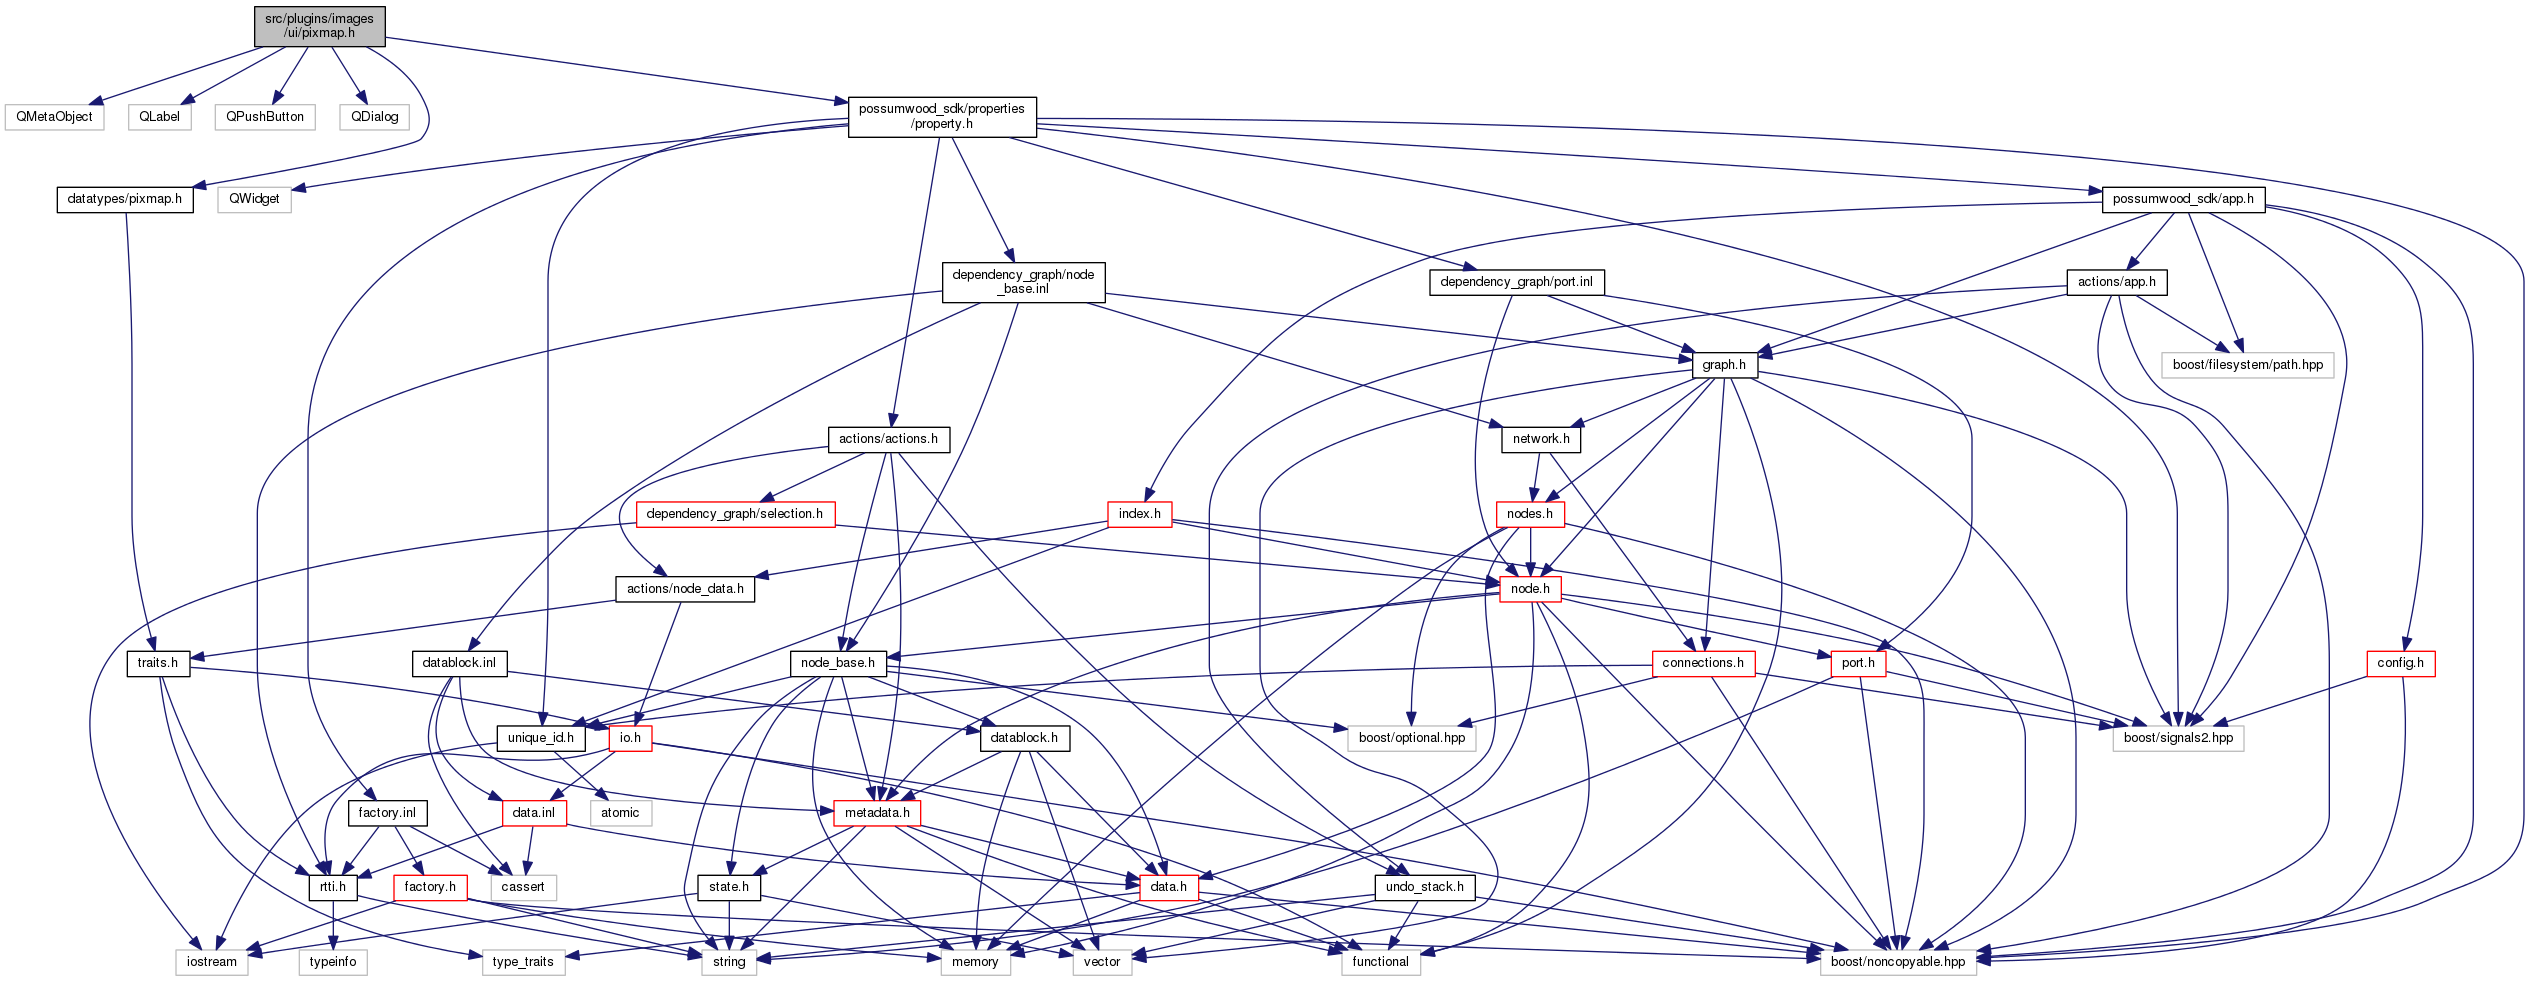 src/plugins/images
/ui/pixmap.h
QMetaObject
QLabel
QPushButton
QDialog
possumwood_sdk/properties
/property.h
datatypes/pixmap.h
QWidget
possumwood_sdk/app.h
dependency_graph/node
_base.inl
dependency_graph/port.inl
actions/app.h
graph.h
boost/filesystem/path.hpp
actions/actions.h
network.h
dependency_graph/selection.h
index.h
nodes.h
actions/node_data.h
node.h
traits.h
datablock.inl
node_base.h
connections.h
port.h
config.h
unique_id.h
io.h
datablock.h
boost/optional.hpp
boost/signals2.hpp
factory.inl
data.inl
atomic
metadata.h
rtti.h
factory.h
cassert
state.h
data.h
undo_stack.h
iostream
typeinfo
type_traits
string
memory
vector
functional
boost/noncopyable.hpp